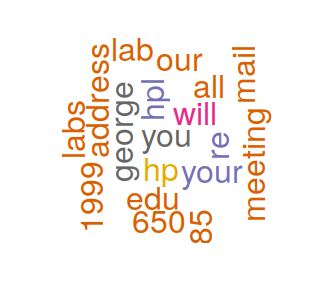 lab
our
address
mail
all
hpl
george
will
labs
you
re
meeting
hp
your
1999
edu
650
85